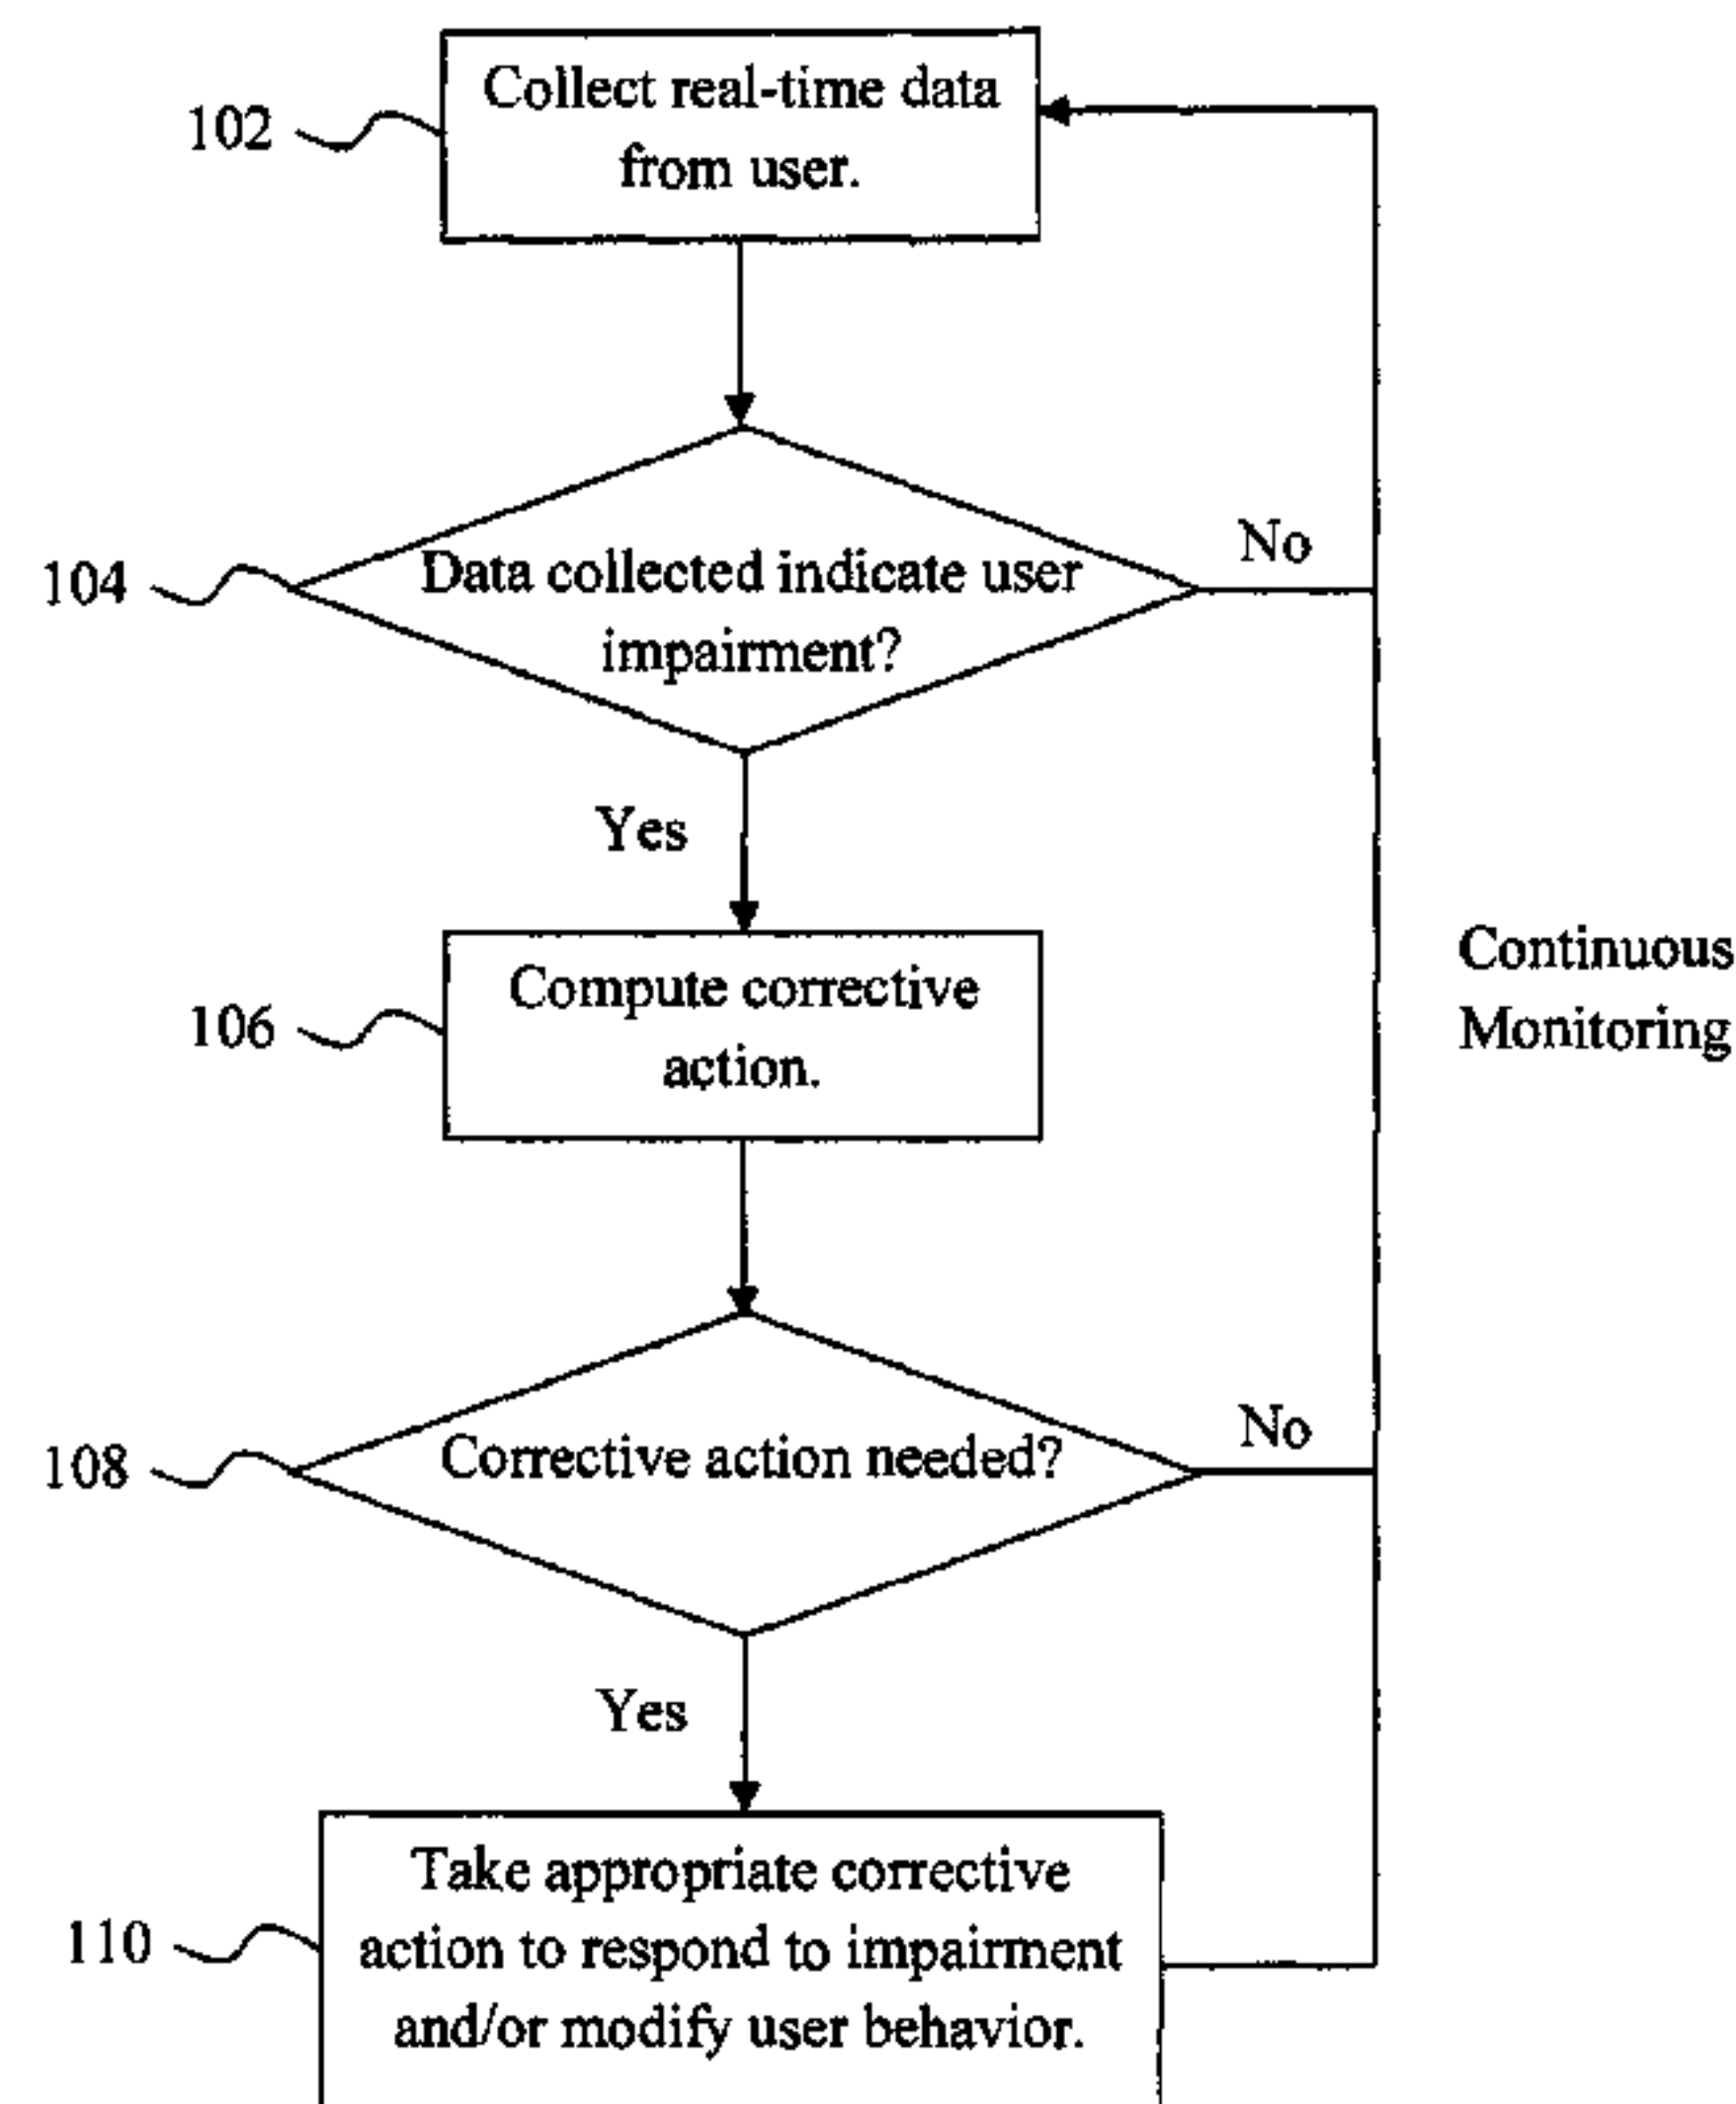 Collect real-time data
from user.
102
Data collected indicate user
impairment?
104
No
Yes
Compute corrective
action.
106
Continuous
Monitoring
Corrective action needed?
108
No
Yes
Take appropriate corrective
action to respond to impairment
and/or modify user behavior.
110